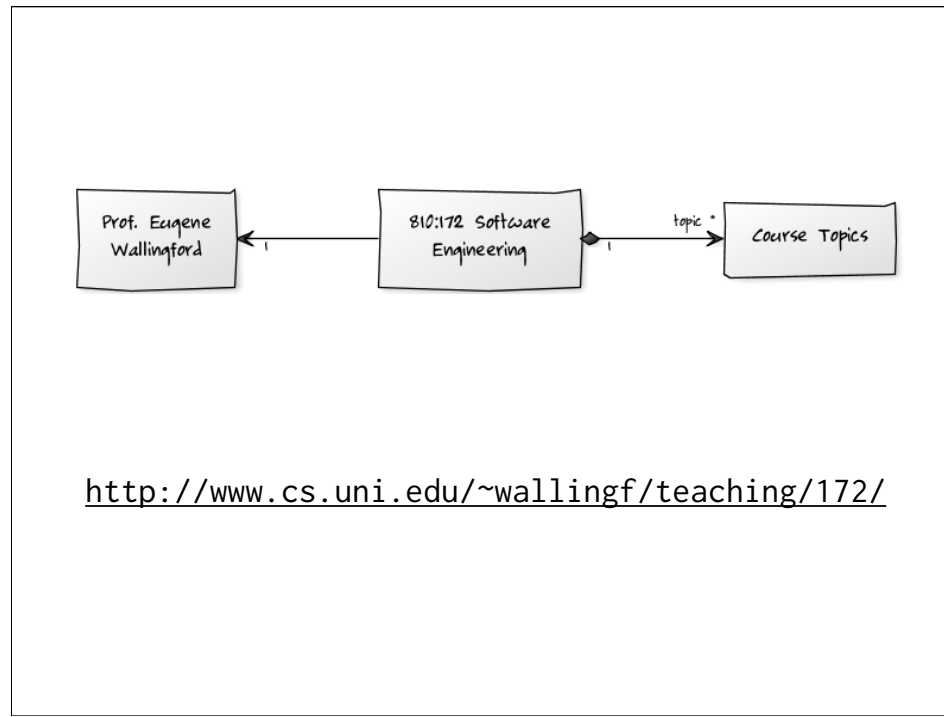 Prof. Eugene
Wallingford
1
810:172 Software
Engineering
1
topic *
Course Topics
http://www.cs.uni.edu/~wallingf/teaching/172/